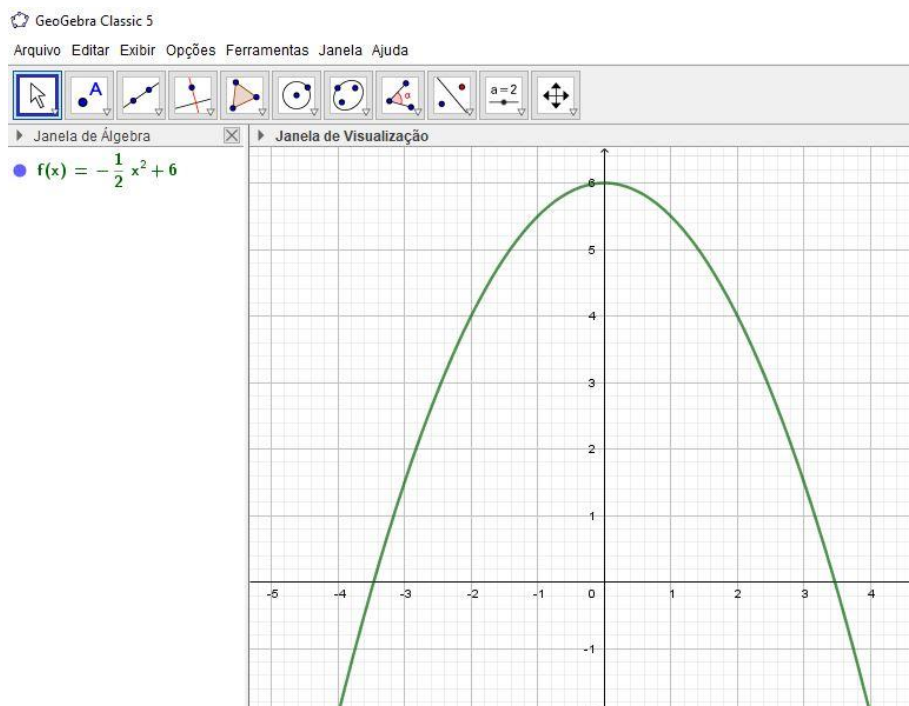 GeoGebra Classic 5
Arquivo Editar Exibir Opções Ferramentas Janela Ajuda
A
α
a=2
Janela de Álgebra
Janela de Visualização
f(x) = -1/2 x² + 6
6
5
4
3
2
1
-5 -4 -3 -2 -1 0 1 2 3 4
-1